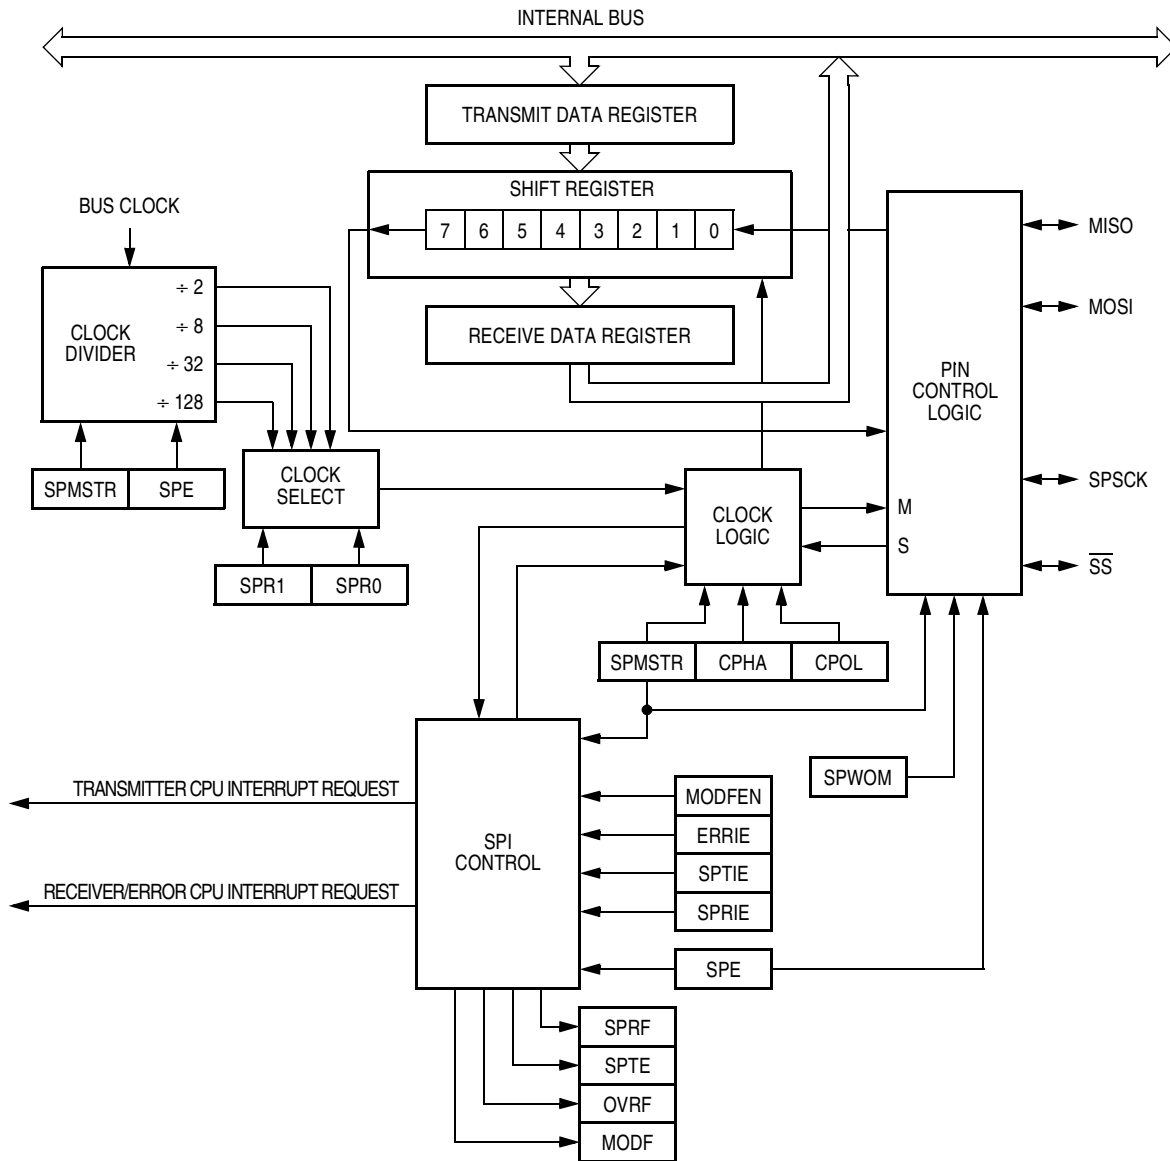 INTERNAL BUS
TRANSMIT DATA REGISTER
SHIFT REGISTER
7 6 5 4 3 2 1 0
RECEIVE DATA REGISTER
BUS CLOCK
CLOCK
DIVIDER
÷ 2
÷ 8
÷ 32
÷ 128
SPMSTR SPE
CLOCK
SELECT
SPR1 SPR0
CLOCK
LOGIC
SPMSTR CPHA CPOL
PIN
CONTROL
LOGIC
M
S
MISO
MOSI
SPSCK
SS
SPWOM
TRANSMITTER CPU INTERRUPT REQUEST
RECEIVER/ERROR CPU INTERRUPT REQUEST
SPI
CONTROL
MODFEN
ERRIE
SPTIE
SPRIE
SPE
SPRF
SPTE
OVRF
MODF